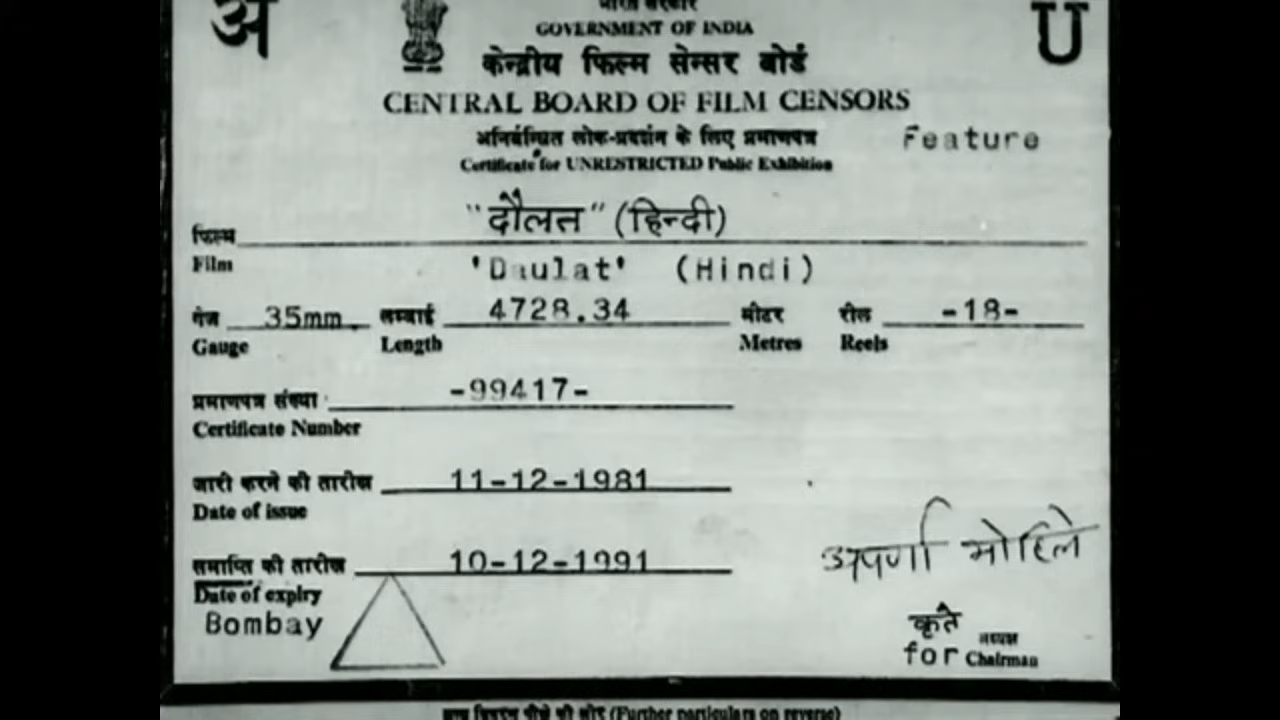 अ
U
भारत सरकार
GOVERNMENT OF INDIA
केन्द्रीय फिल्म सेन्सर बोर्ड
CENTRAL BOARD OF FILM CENSORS
अनिर्बन्धित लोक-प्रदर्शन के लिए प्रमाणपत्र
Feature
Certificate for UNRESTRICTED Public Exhibition
फिल्म "दौलत" (हिन्दी)
Film 'Daulat' (Hindi)
गेज 35mm. लम्बाई 4728.34 मीटर रील -18-
Gauge Length Metres Reels
प्रमाणपत्र संख्या -99417-
Certificate Number
जारी करने की तारीख 11-12-1981
Date of issue
समाप्ति की तारीख 10-12-1991
Date of expiry
Bombay
अपर्णा मोहिले
कृते अध्यक्ष
for Chairman
(Further particulars on reverse)